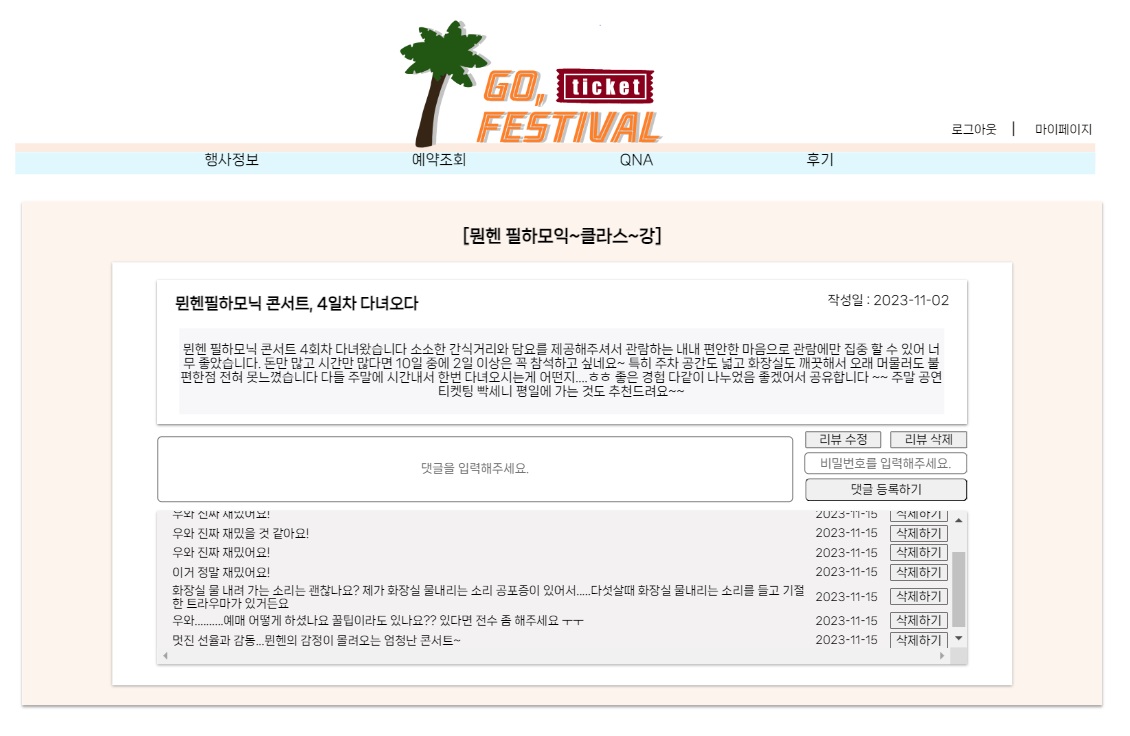 GO, ticket
FESTIVAL
로그아웃 | 마이페이지
행사정보 예약조회 QNA 후기
[뮌헨 필하모익~클라스~강]
뮌헨필하모닉 콘서트, 4일차 다녀오다 작성일 : 2023-11-02
뮌헨 필하모닉 콘서트 4회차 다녀왔습니다 소소한 간식거리와 담요를 제공해주셔서 관람하는 내내 편안한 마음으로 관람에만 집중 할 수 있어 너
무 좋았습니다. 돈만 많고 시간만 많다면 10일 중에 2일 이상은 꼭 참석하고 싶네요~ 특히 주차 공간도 넓고 화장실도 깨끗해서 오래 머물러도 불
편한점 전혀 못느꼈습니다 다들 주말에 시간내서 한번 다녀오시는게 어떤지....ㅎㅎ 좋은 경험 다같이 나누었음 좋겠어서 공유합니다 ~~ 주말 공연
티켓팅 빡세니 평일에 가는 것도 추천드려요~~
리뷰 수정 리뷰 삭제
댓글을 입력해주세요. 비밀번호를 입력해주세요.
댓글 등록하기
우와 진짜 재밌어요! 2023-11-15 삭제하기
우와 진짜 재밌을 것 같아요! 2023-11-15 삭제하기
우와 진짜 재밌어요! 2023-11-15 삭제하기
이거 정말 재밌어요! 2023-11-15 삭제하기
화장실 물 내려 가는 소리는 괜찮나요? 제가 화장실 물내리는 소리 공포증이 있어서.....다섯살때 화장실 물내리는 소리를 듣고 기절 2023-11-15 삭제하기
한 트라우마가 있거든요
우와..........예매 어떻게 하셨나요 꿀팁이라도 있나요?? 있다면 전수 좀 해주세요 ㅜㅜ 2023-11-15 삭제하기
멋진 선율과 감동...뮌헨의 감정이 몰려오는 엄청난 콘서트~ 2023-11-15 삭제하기